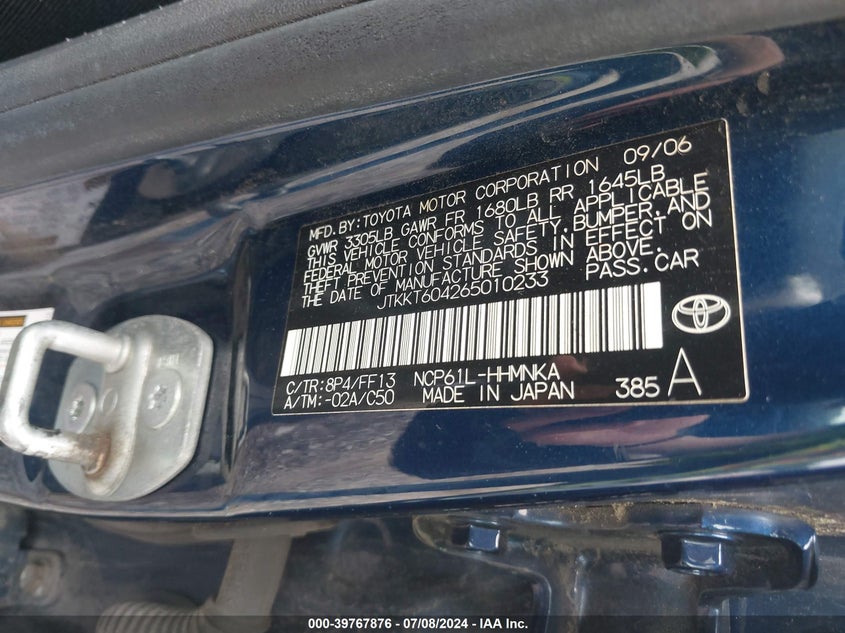 MFD.BY:TOYOTA MOTOR CORPORATION 09/06
GVWR 3305LB GAWR FR 1680LB RR 1645LB
THIS VEHICLE CONFORMS TO ALL APPLICABLE
FEDERAL MOTOR VEHICLE SAFETY,BUMPER,AND
THEFT PREVENTION STANDARDS IN EFFECT ON
THE DATE OF MANUFACTURE SHOWN ABOVE.
JTKKT604265010233 PASS.CAR
C/TR:8P4/FF13 NCP61L-HHMNKA
A/TM:-02A/C50 MADE IN JAPAN 385 A
000-39767876 / 07/08/2024 - IAA Inc.